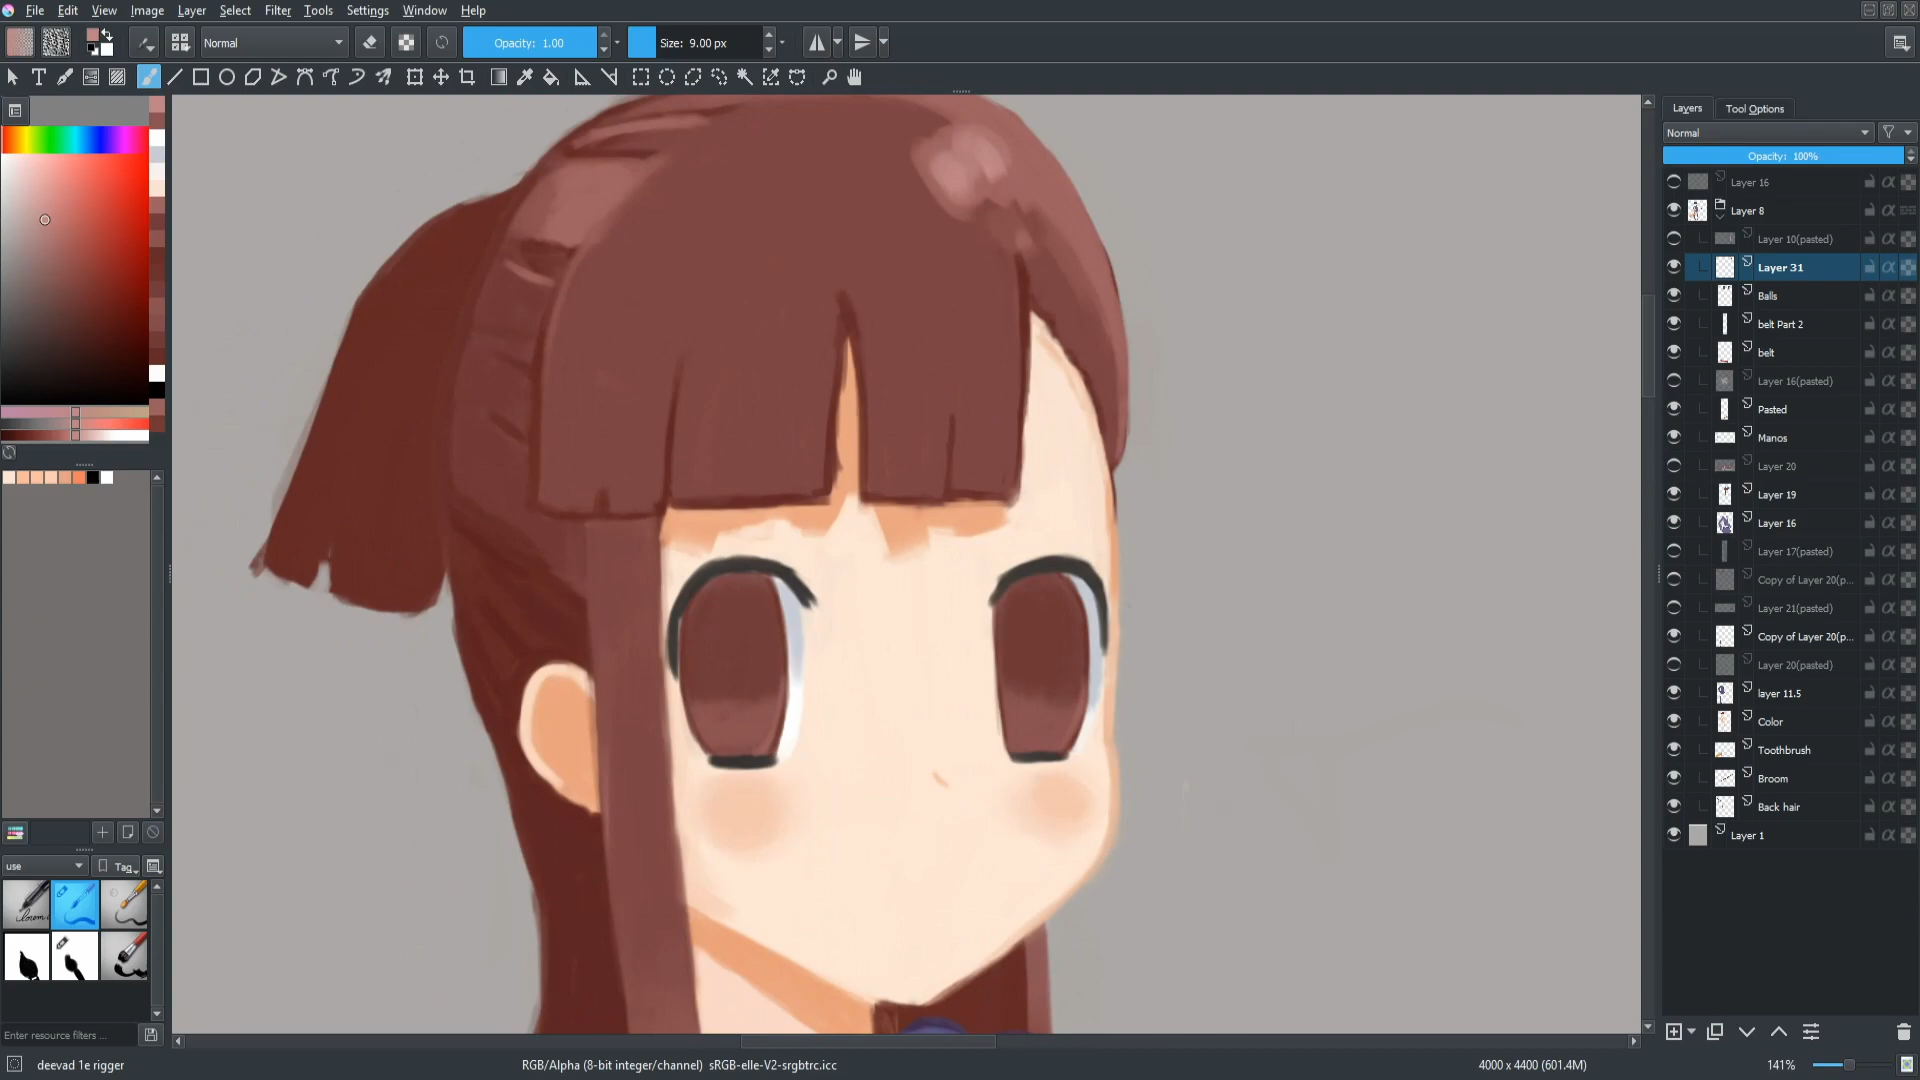 File Edit View Image Layer Select Filter Tools Settings Window Help
Normal Opacity: 1.00 Size: 9.00 px
Layers Tool Options
Normal
Opacity: 100%
Layer 16
Layer 8
Layer 10(pasted)
Layer 31
Balls
belt Part 2
belt
Layer 16(pasted)
Pasted
Manos
Layer 20
Layer 19
Layer 16
Layer 17(pasted)
Copy of Layer 20(p...
Layer 21(pasted)
Copy of Layer 20(p...
Layer 20(pasted)
layer 11.5
Color
Toothbrush
Broom
Back hair
Layer 1
use Tag
Enter resource filters ...
deevad 1e rigger RGB/Alpha (8-bit integer/channel) sRGB-elle-V2-srgbtrc.icc 4000 x 4400 (601.4M) 141%